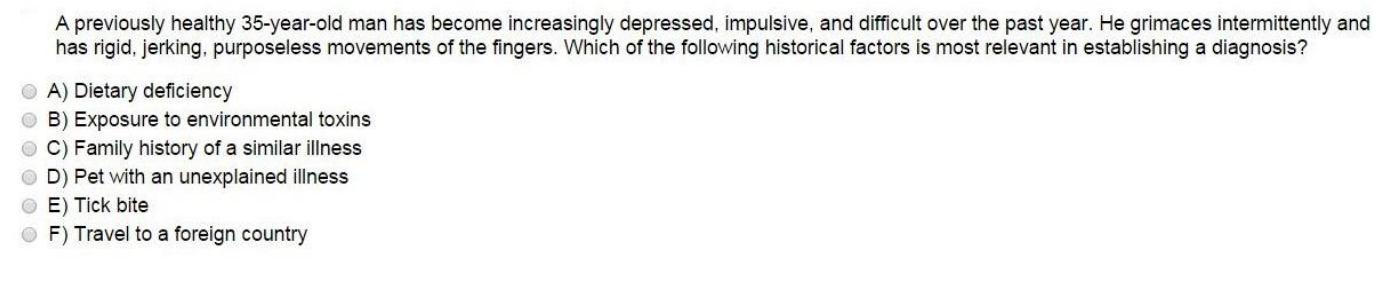 A previously healthy 35-year-old man has become increasingly depressed, impulsive, and difficult over the past year. He grimaces intermittently and
has rigid, jerking, purposeless movements of the fingers. Which of the following historical factors is most relevant in establishing a diagnosis?
A) Dietary deficiency
B) Exposure to environmental toxins
C) Family history of a similar illness
D) Pet with an unexplained illness
E) Tick bite
F) Travel to a foreign country